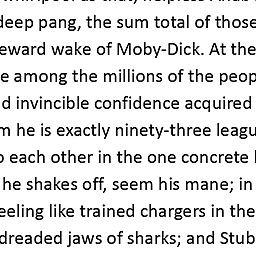 deep pang, the sum total of those
eward wake of Moby-Dick. At the
e among the millions of the peop
d invincible confidence acquired
m he is exactly ninety-three leagu
o each other in the one concrete
he shakes off, seem his mane; in
eeling like trained chargers in the
dreaded jaws of sharks; and Stub